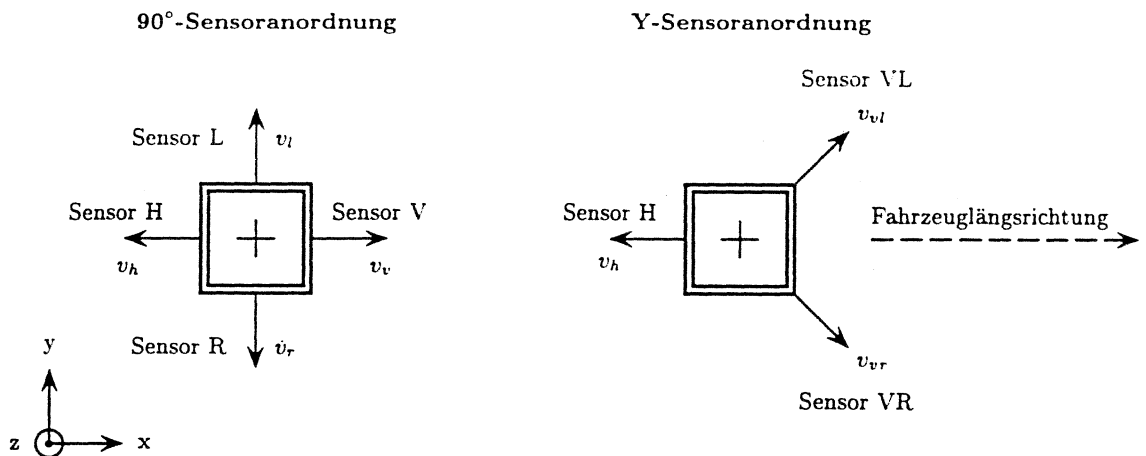 90°-Sensoranordnung
Y-Sensoranordnung
Sensor VL
v_vl
Sensor L
v_l
Sensor H
Sensor V
v_h
v_v
Sensor H
v_h
Fahrzeuglängsrichtung
Sensor R
v_r
v_vr
Sensor VR
y
z
x